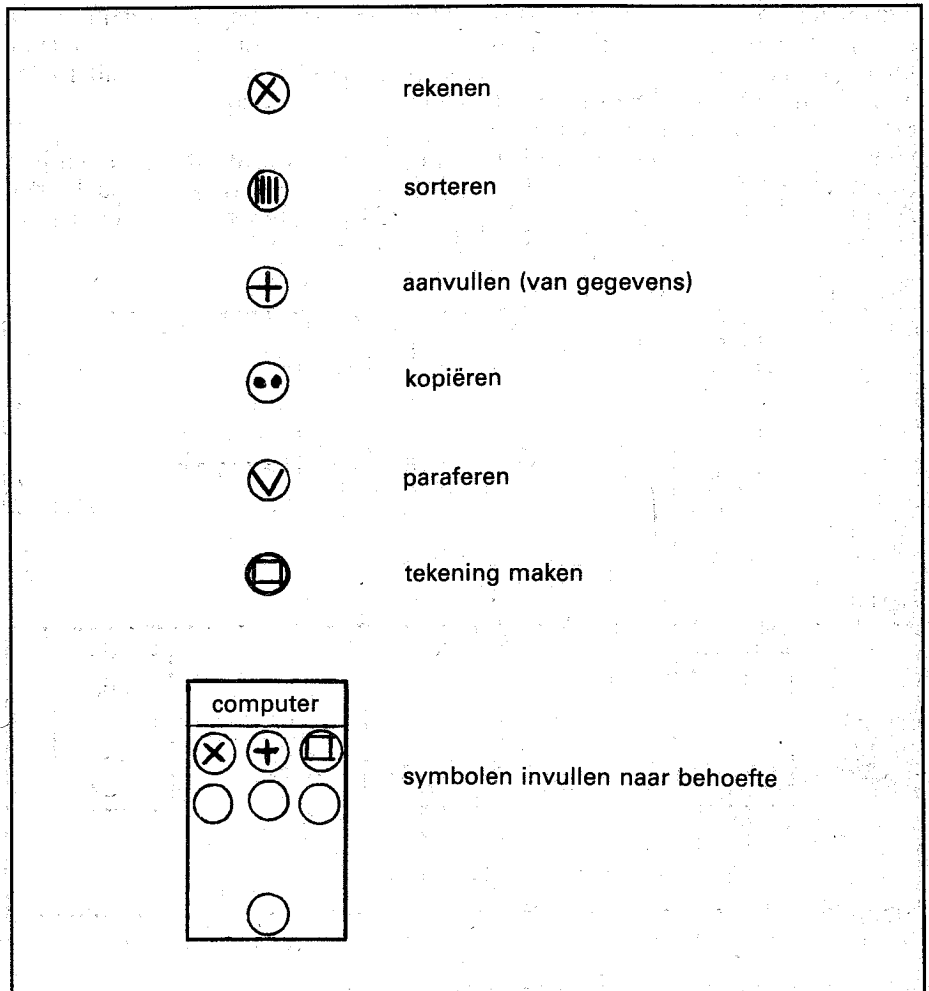 rekenen
sorteren
aanvullen (van gegevens)
kopiëren
paraferen
tekening maken
computer
symbolen invullen naar behoefte